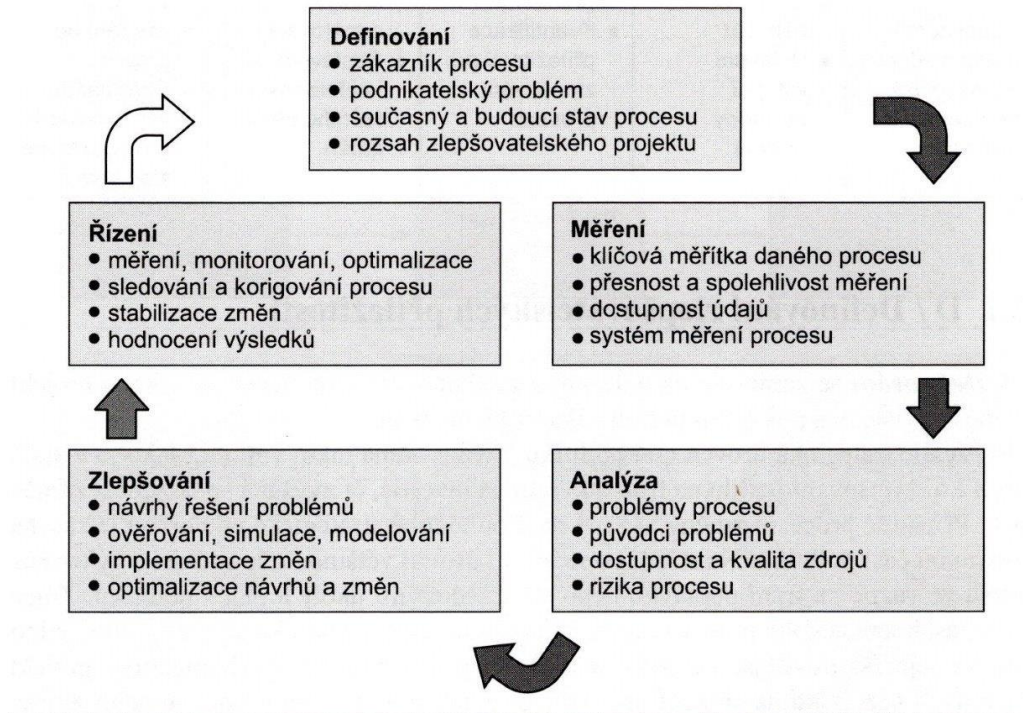 Definování
• zákazník procesu
• podnikatelský problém
• současný a budoucí stav procesu
• rozsah zlepšovatelského projektu
Řízení
• měření, monitorování, optimalizace
• sledování a korigování procesu
• stabilizace změn
• hodnocení výsledků
Měření
• klíčová měřítka daného procesu
• přesnost a spolehlivost měření
• dostupnost údajů
• systém měření procesu
Zlepšování
• návrhy řešení problémů
• ověřování, simulace, modelování
• implementace změn
• optimalizace návrhů a změn
Analýza
• problémy procesu
• původci problémů
• dostupnost a kvalita zdrojů
• rizika procesu